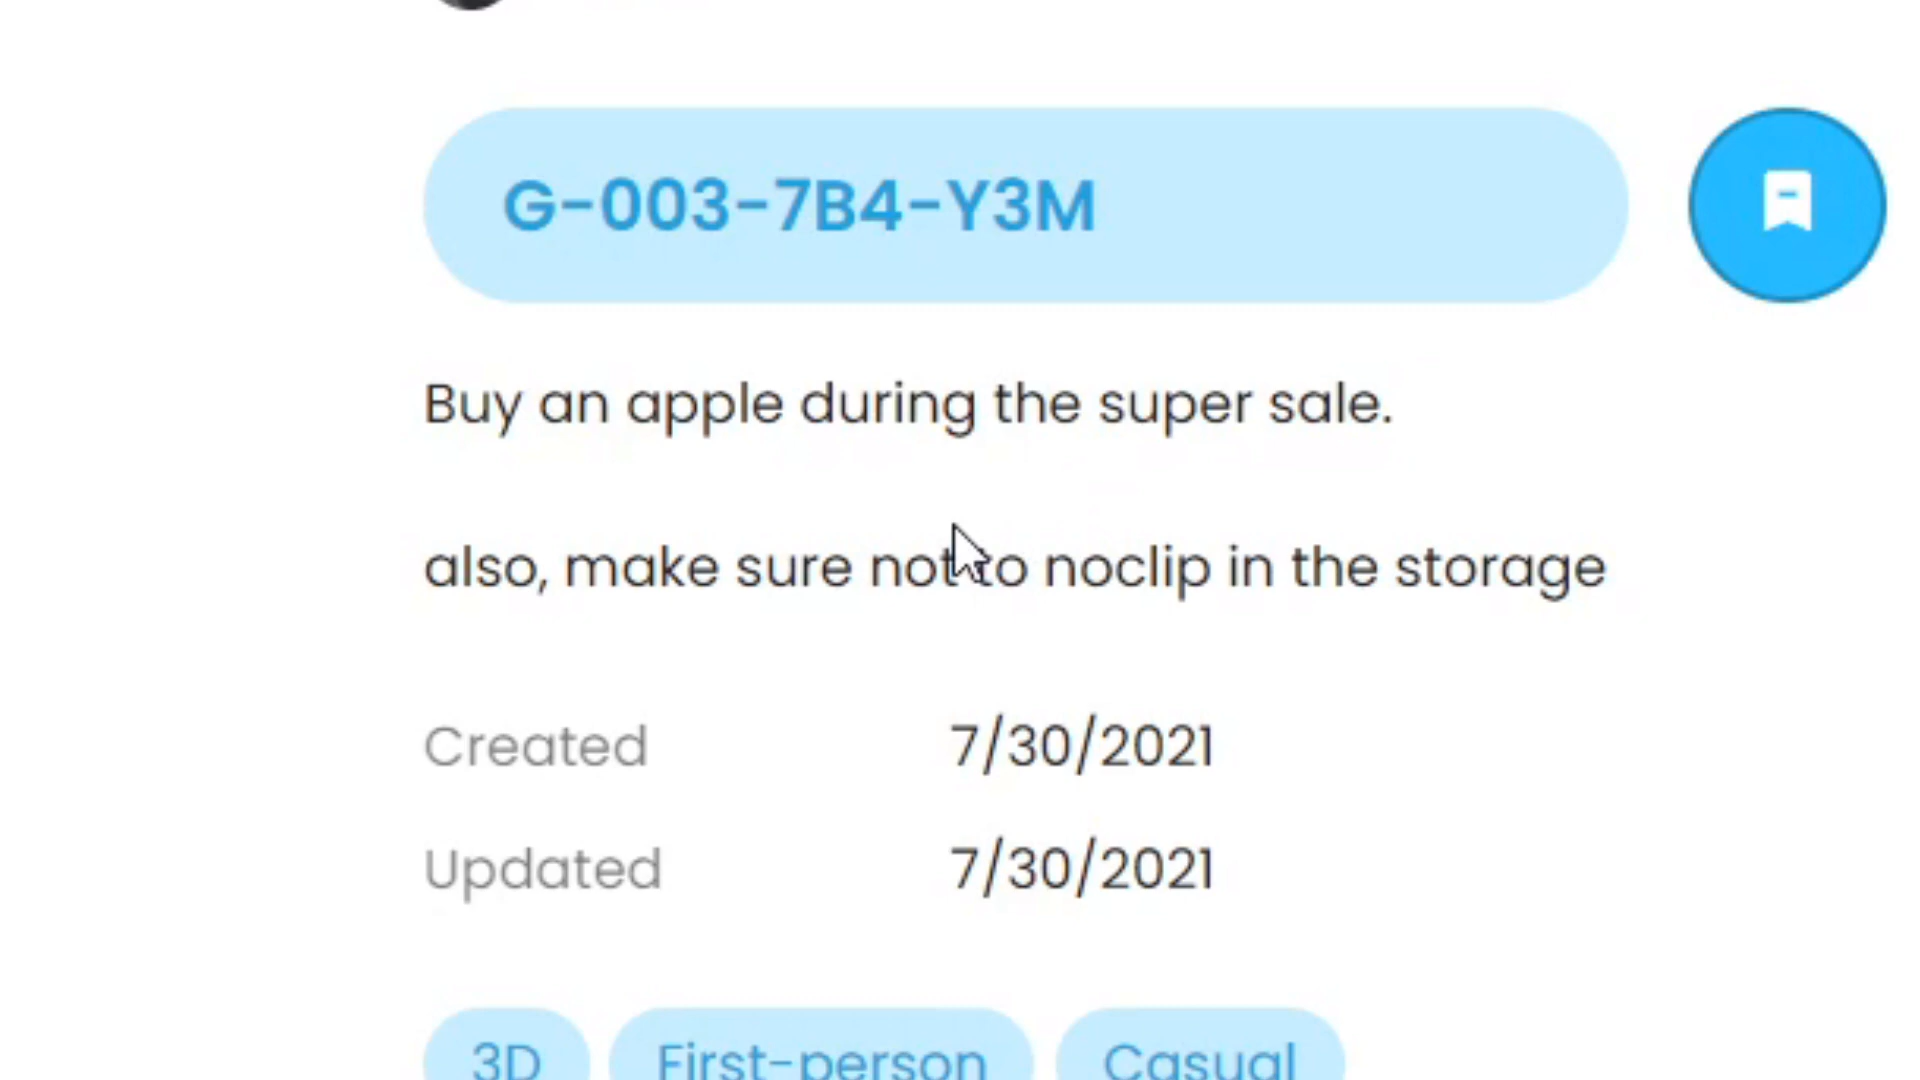 G-003-7B4-Y3M
Buy an apple during the super sale.
also, make sure not to noclip in the storage
Created 7/30/2021
Updated 7/30/2021
3D First-person Casual